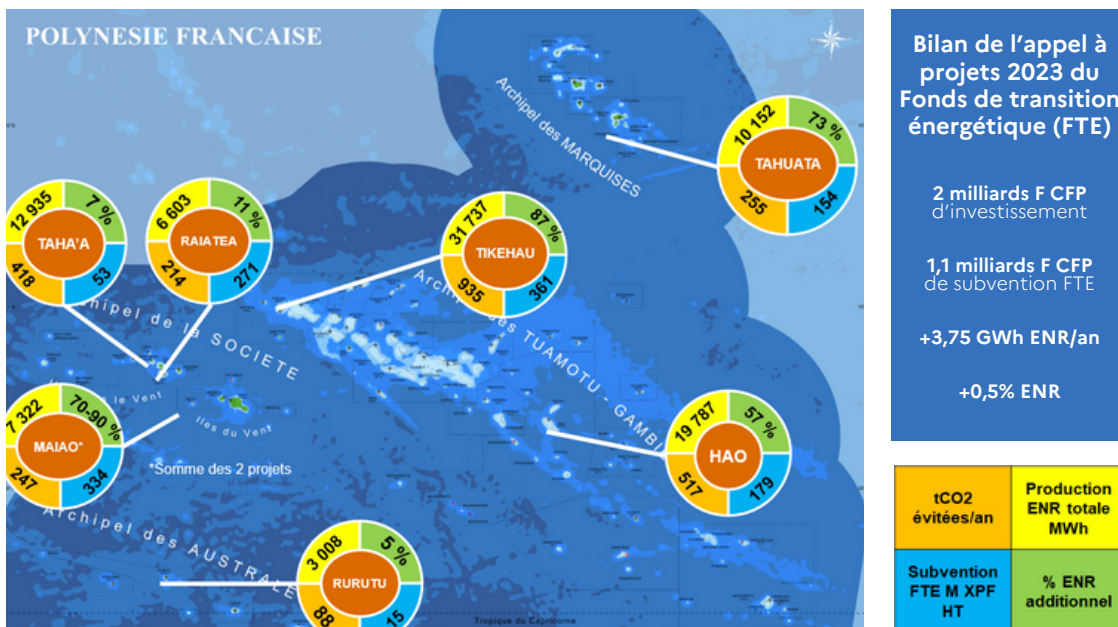 POLYNESIE FRANCAISE
Archipel des MARQUISES
10 152
73 %
TAHUATA
255
154
12 935
7 %
TAHA'A
418
53
6 603
11 %
RAIATEA
214
271
31 737
87 %
TIKEHAU
935
361
chipel de la SOCIETE
Arch
des TUAMOTU - GAMBI
le Vent
Iles du Vent
7 322
70-90 %
MAIAO*
247
334
*Somme des 2 projets
19 787
57 %
HAO
517
179
Archipel des AUSTRALE
3 008
5 %
RURUTU
88
15
Tropique du Capricorne
Bilan de l'appel à
projets 2023 du
Fonds de transition
énergétique (FTE)
2 milliards F CFP
d'investissement
1,1 milliards F CFP
de subvention FTE
+3,75 GWh ENR/an
+0,5% ENR
tCO2
évitées/an
Production
ENR totale
MWh
Subvention
FTE M XPF
HT
% ENR
additionnel